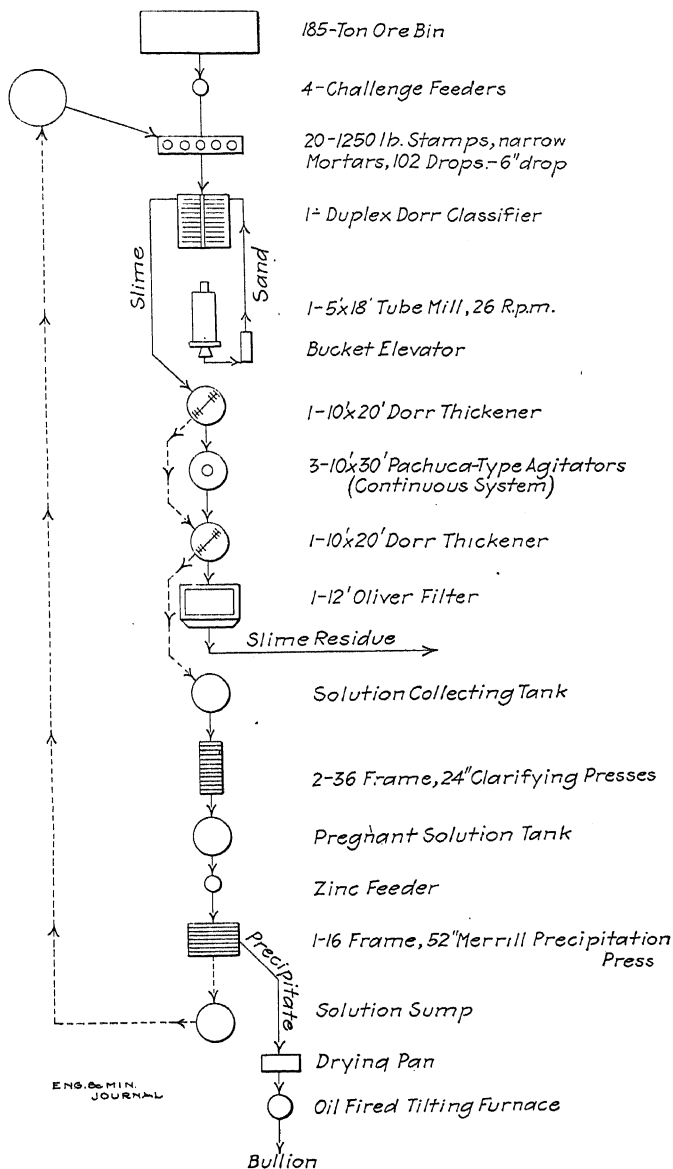 185-Ton Ore Bin
4-Challenge Feeders
20-1250 lb. Stamps, narrow
Mortars, 102 Drops.-6"drop
1-Duplex Dorr Classifier
Slime
Sand
1-5'x18' Tube Mill, 26 R.p.m.
Bucket Elevator
1-10'x20' Dorr Thickener
3-10'x30' Pachuca-Type Agitators
(Continuous System)
1-10'x20' Dorr Thickener
1-12' Oliver Filter
Slime Residue
Solution Collecting Tank
2-36 Frame, 24" Clarifying Presses
Pregnant Solution Tank
Zinc Feeder
1-16 Frame, 52" Merrill Precipitation
Press
Precipitate
Solution Sump
Drying Pan
ENG. & MIN.
JOURNAL
Oil Fired Tilting Furnace
Bullion